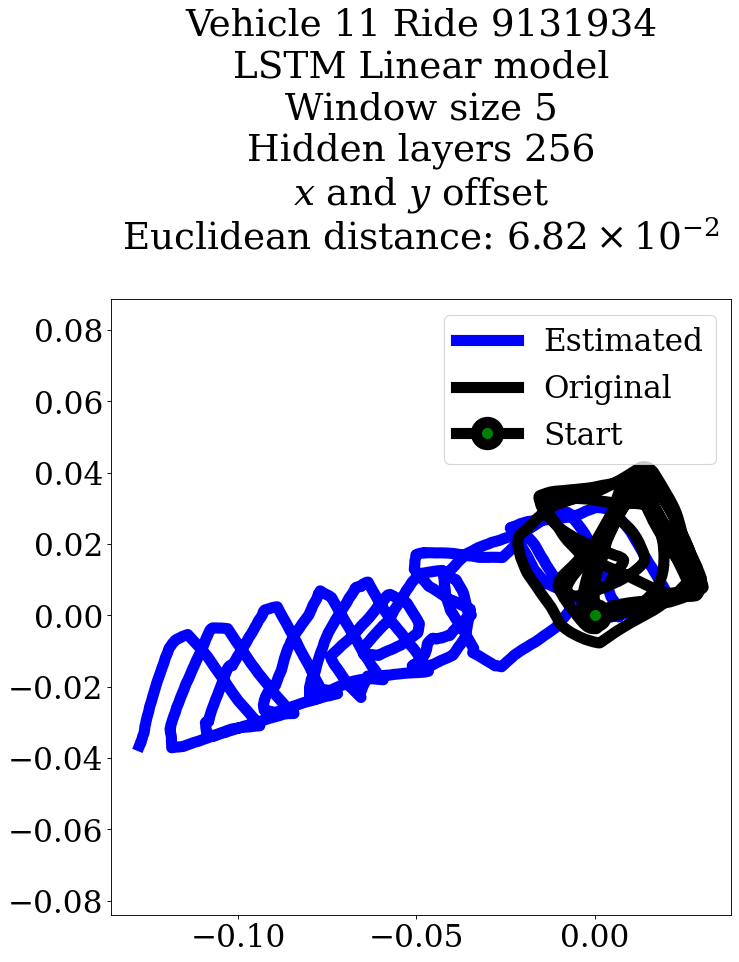 Vehicle 11 Ride 9131934
LSTM Linear model
Window size 5
Hidden layers 256
x and y offset
Euclidean distance: 6.82 × 10⁻²
Estimated
Original
Start
0.08
0.06
0.04
0.02
0.00
−0.02
−0.04
−0.06
−0.08
−0.10 −0.05 0.00